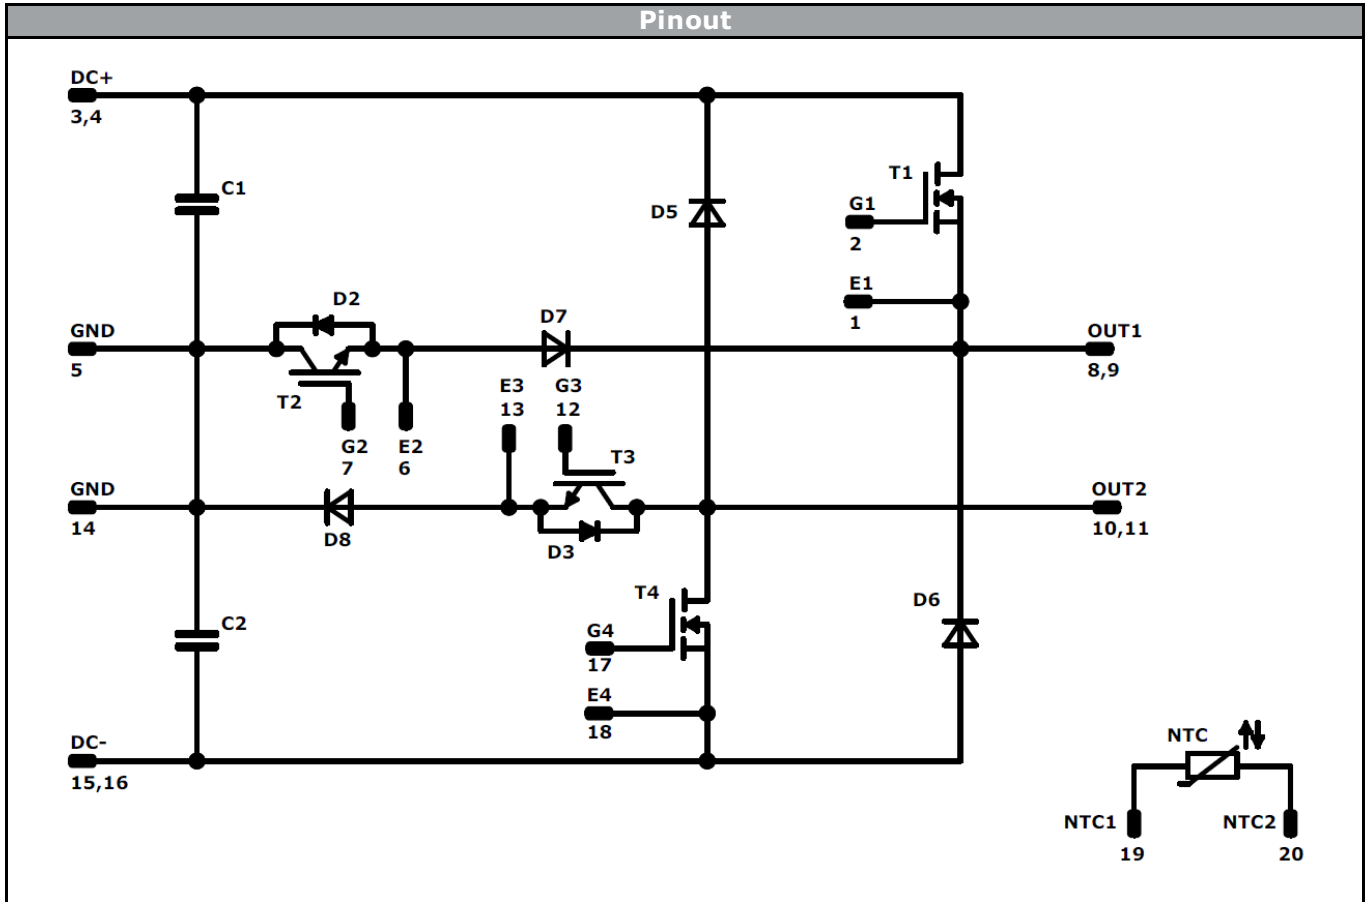 Pinout
DC+
3,4
C1
T1
G1
2
D5
E1
1
D2
D7
GND
5
OUT1
8,9
T2
G2
7
E2
6
E3
13
G3
12
T3
GND
14
OUT2
10,11
D8
D3
T4
D6
C2
G4
17
E4
18
DC-
15,16
NTC
NTC1
19
NTC2
20